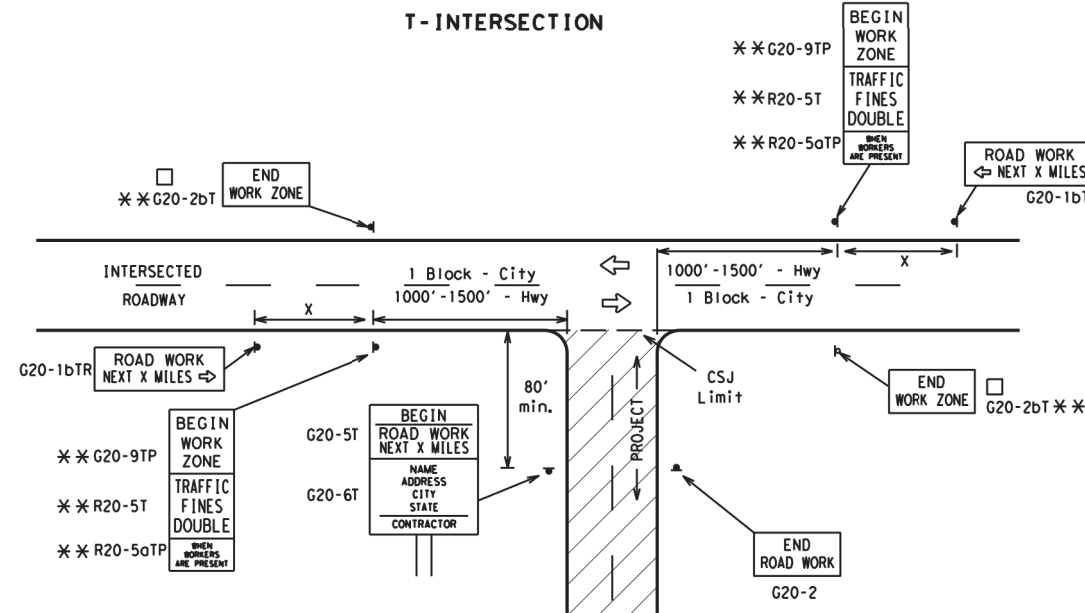 T-INTERSECTION
BEGIN
WORK
ZONE
TRAFFIC
FINES
DOUBLE
WHEN
WORKERS
ARE PRESENT
✶ ✶ G20-9TP
✶ ✶ R20-5T
✶ ✶ R20-5aTP
ROAD WORK
⇦ NEXT X MILES
G20-1bT
□
✶ ✶ G20-2bT
END
WORK ZONE
INTERSECTED
ROADWAY
1 Block - City
1000'-1500' - Hwy
1000'-1500' - Hwy
1 Block - City
X
X
G20-1bTR
ROAD WORK
NEXT X MILES ⇨
80'
min.
CSJ
Limit
END
WORK ZONE
□
G20-2bT ✶ ✶
✶ ✶ G20-9TP
✶ ✶ R20-5T
✶ ✶ R20-5aTP
BEGIN
WORK
ZONE
TRAFFIC
FINES
DOUBLE
WHEN
WORKERS
ARE PRESENT
G20-5T
G20-6T
BEGIN
ROAD WORK
NEXT X MILES
NAME
ADDRESS
CITY
STATE
CONTRACTOR
PROJECT
END
ROAD WORK
G20-2